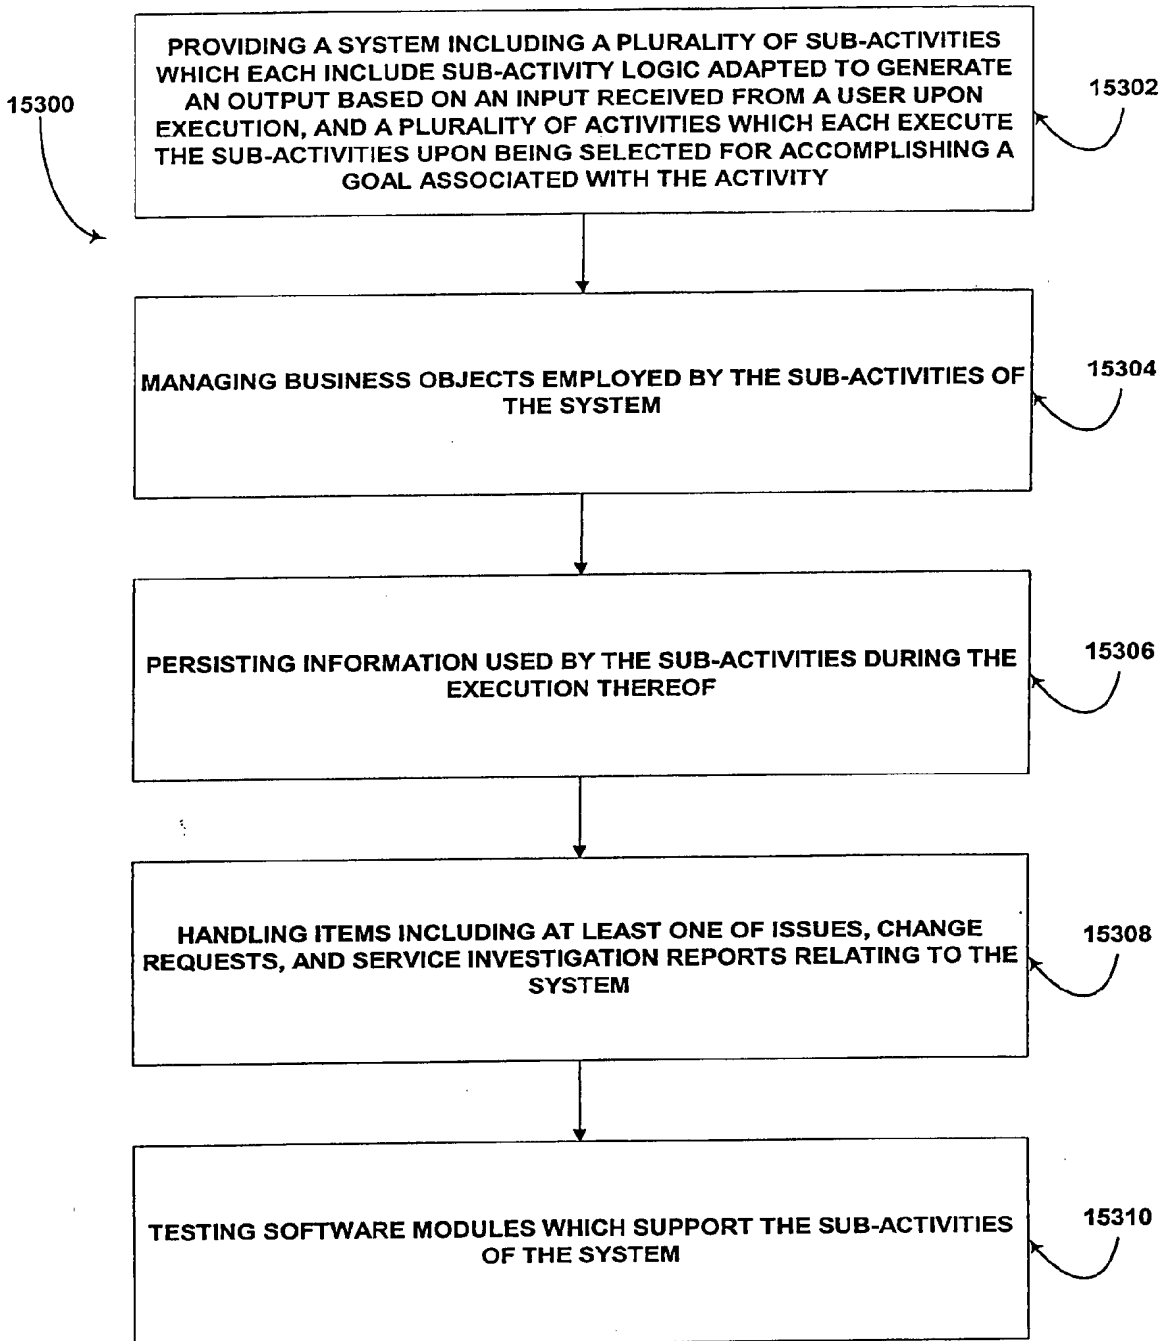 PROVIDING A SYSTEM INCLUDING A PLURALITY OF SUB-ACTIVITIES
WHICH EACH INCLUDE SUB-ACTIVITY LOGIC ADAPTED TO GENERATE
AN OUTPUT BASED ON AN INPUT RECEIVED FROM A USER UPON
EXECUTION, AND A PLURALITY OF ACTIVITIES WHICH EACH EXECUTE
THE SUB-ACTIVITIES UPON BEING SELECTED FOR ACCOMPLISHING A
GOAL ASSOCIATED WITH THE ACTIVITY
15300
15302
MANAGING BUSINESS OBJECTS EMPLOYED BY THE SUB-ACTIVITIES OF
THE SYSTEM
15304
PERSISTING INFORMATION USED BY THE SUB-ACTIVITIES DURING THE
EXECUTION THEREOF
15306
HANDLING ITEMS INCLUDING AT LEAST ONE OF ISSUES, CHANGE
REQUESTS, AND SERVICE INVESTIGATION REPORTS RELATING TO THE
SYSTEM
15308
TESTING SOFTWARE MODULES WHICH SUPPORT THE SUB-ACTIVITIES
OF THE SYSTEM
15310